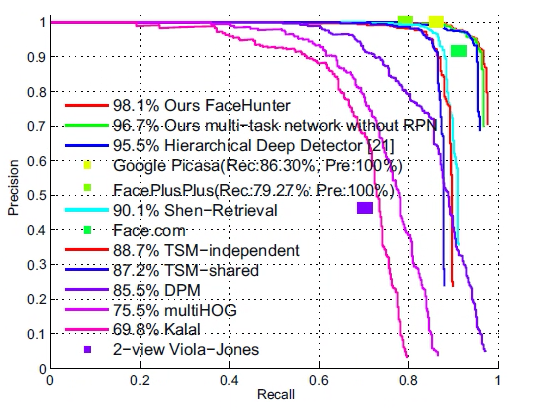 1
0.9
0.8
0.7
0.6
0.5
0.4
0.3
0.2
0.1
0
Precision
98.1% Ours FaceHunter
96.7% Ours multi-task network without RPN
95.5% Hierarchical Deep Detector [21]
Google Picasa(Rec:86.30%, Pre:100%)
FacePlusPlus(Rec:79.27%. Pre:100%)
90.1% Shen-Retrieval
Face.com
88.7% TSM-independent
87.2% TSM-shared
85.5% DPM
75.5% multiHOG
69.8% Kalal
2-view Viola-Jones
0 0.2 0.4 0.6 0.8 1
Recall